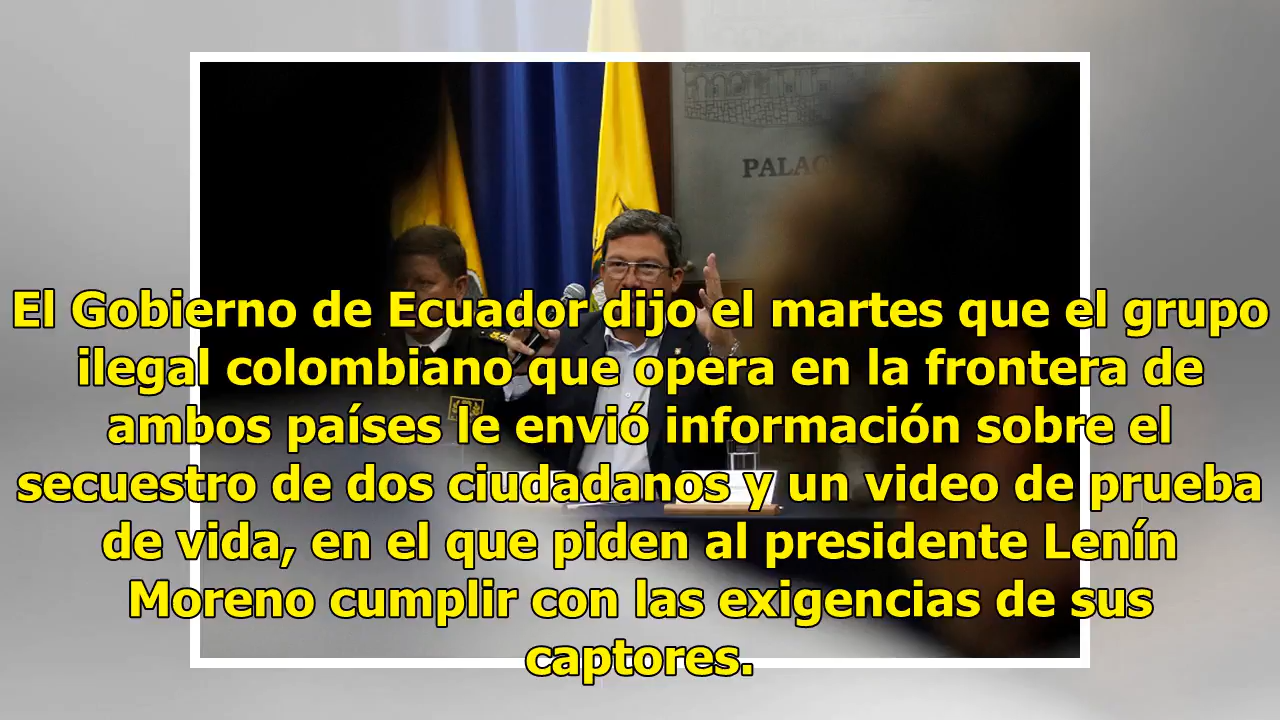 PALAC
El Gobierno de Ecuador dijo el martes que el grupo
ilegal colombiano que opera en la frontera de
ambos países le envió información sobre el
secuestro de dos ciudadanos y un video de prueba
de vida, en el que piden al presidente Lenín
Moreno cumplir con las exigencias de sus
captores.